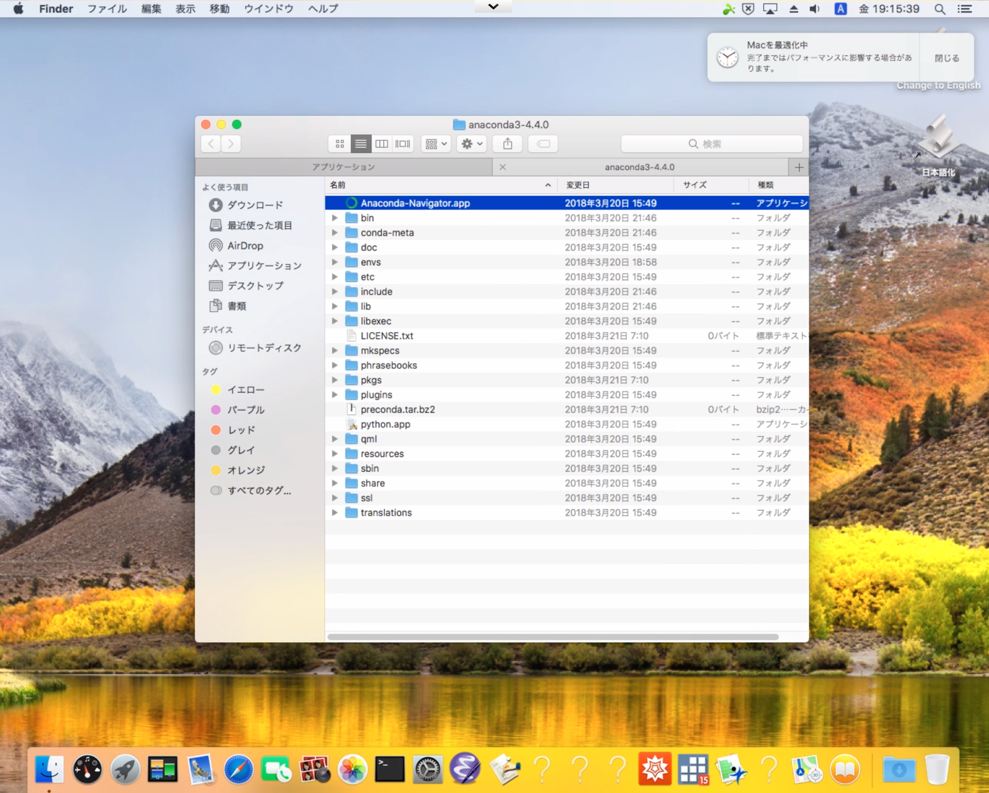 Finder ファイル 編集 表示 移動 ウインドウ ヘルプ A 金 19:15:39
Macを最適化中
完了まではパフォーマンスに影響する場合があ
ります。
閉じる
Change to English
日本語化
anaconda3-4.4.0
検索
アプリケーション anaconda3-4.4.0
よく使う項目
ダウンロード
最近使った項目
AirDrop
アプリケーション
デスクトップ
書類
デバイス
リモートディスク
タグ
イエロー
パープル
レッド
グレイ
オレンジ
すべてのタグ...
名前 変更日 サイズ 種類
Anaconda-Navigator.app 2018年3月20日 15:49 -- アプリケーシ
bin 2018年3月20日 21:46 -- フォルダ
conda-meta 2018年3月20日 21:46 -- フォルダ
doc 2018年3月20日 15:49 -- フォルダ
envs 2018年3月20日 18:58 -- フォルダ
etc 2018年3月20日 15:49 -- フォルダ
include 2018年3月20日 21:46 -- フォルダ
lib 2018年3月20日 21:46 -- フォルダ
libexec 2018年3月20日 15:49 -- フォルダ
LICENSE.txt 2018年3月21日 7:10 0バイト 標準テキスト
mkspecs 2018年3月20日 15:49 -- フォルダ
phrasebooks 2018年3月20日 15:49 -- フォルダ
pkgs 2018年3月21日 7:10 -- フォルダ
plugins 2018年3月20日 15:49 -- フォルダ
preconda.tar.bz2 2018年3月21日 7:10 0バイト bzip2…ーカ
python.app 2018年3月20日 15:49 -- アプリケーシ
qml 2018年3月20日 15:49 -- フォルダ
resources 2018年3月20日 15:49 -- フォルダ
sbin 2018年3月20日 15:49 -- フォルダ
share 2018年3月20日 15:49 -- フォルダ
ssl 2018年3月20日 15:49 -- フォルダ
translations 2018年3月20日 15:49 -- フォルダ
15